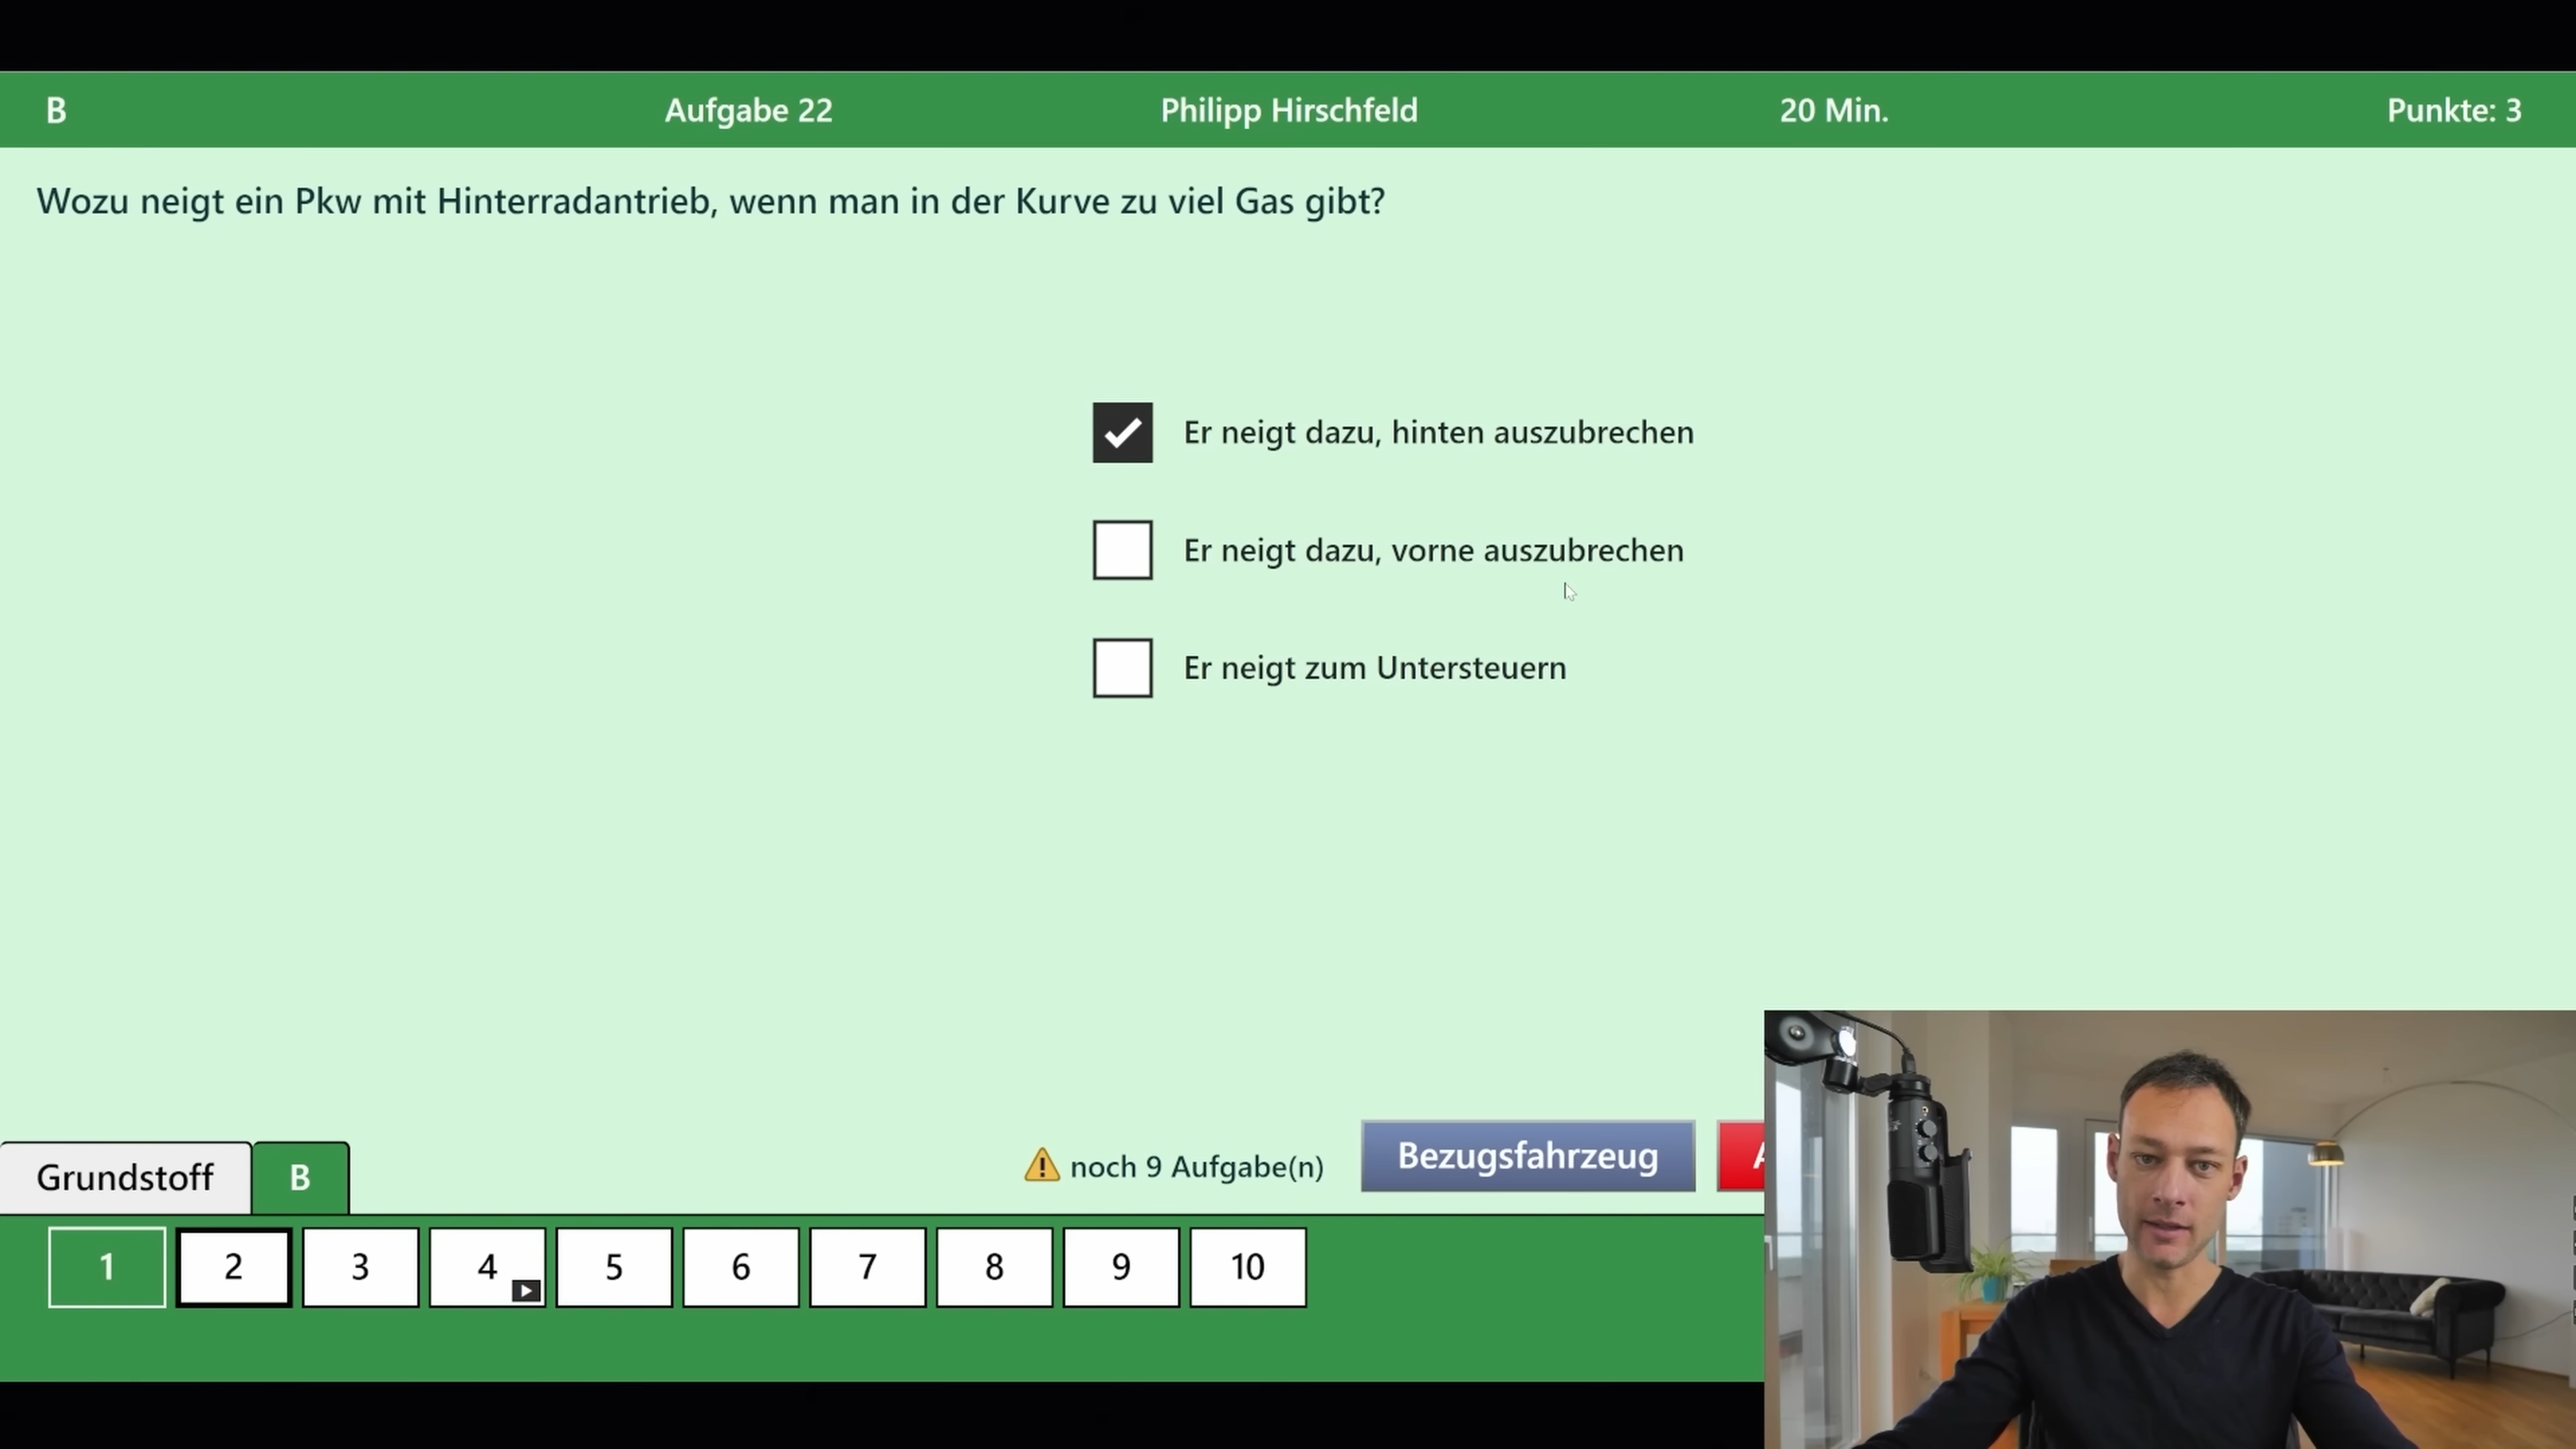 B Aufgabe 22 Philipp Hirschfeld 20 Min. Punkte: 3
Wozu neigt ein Pkw mit Hinterradantrieb, wenn man in der Kurve zu viel Gas gibt?
Er neigt dazu, hinten auszubrechen
Er neigt dazu, vorne auszubrechen
Er neigt zum Untersteuern
Grundstoff B noch 9 Aufgabe(n) Bezugsfahrzeug
1 2 3 4 5 6 7 8 9 10